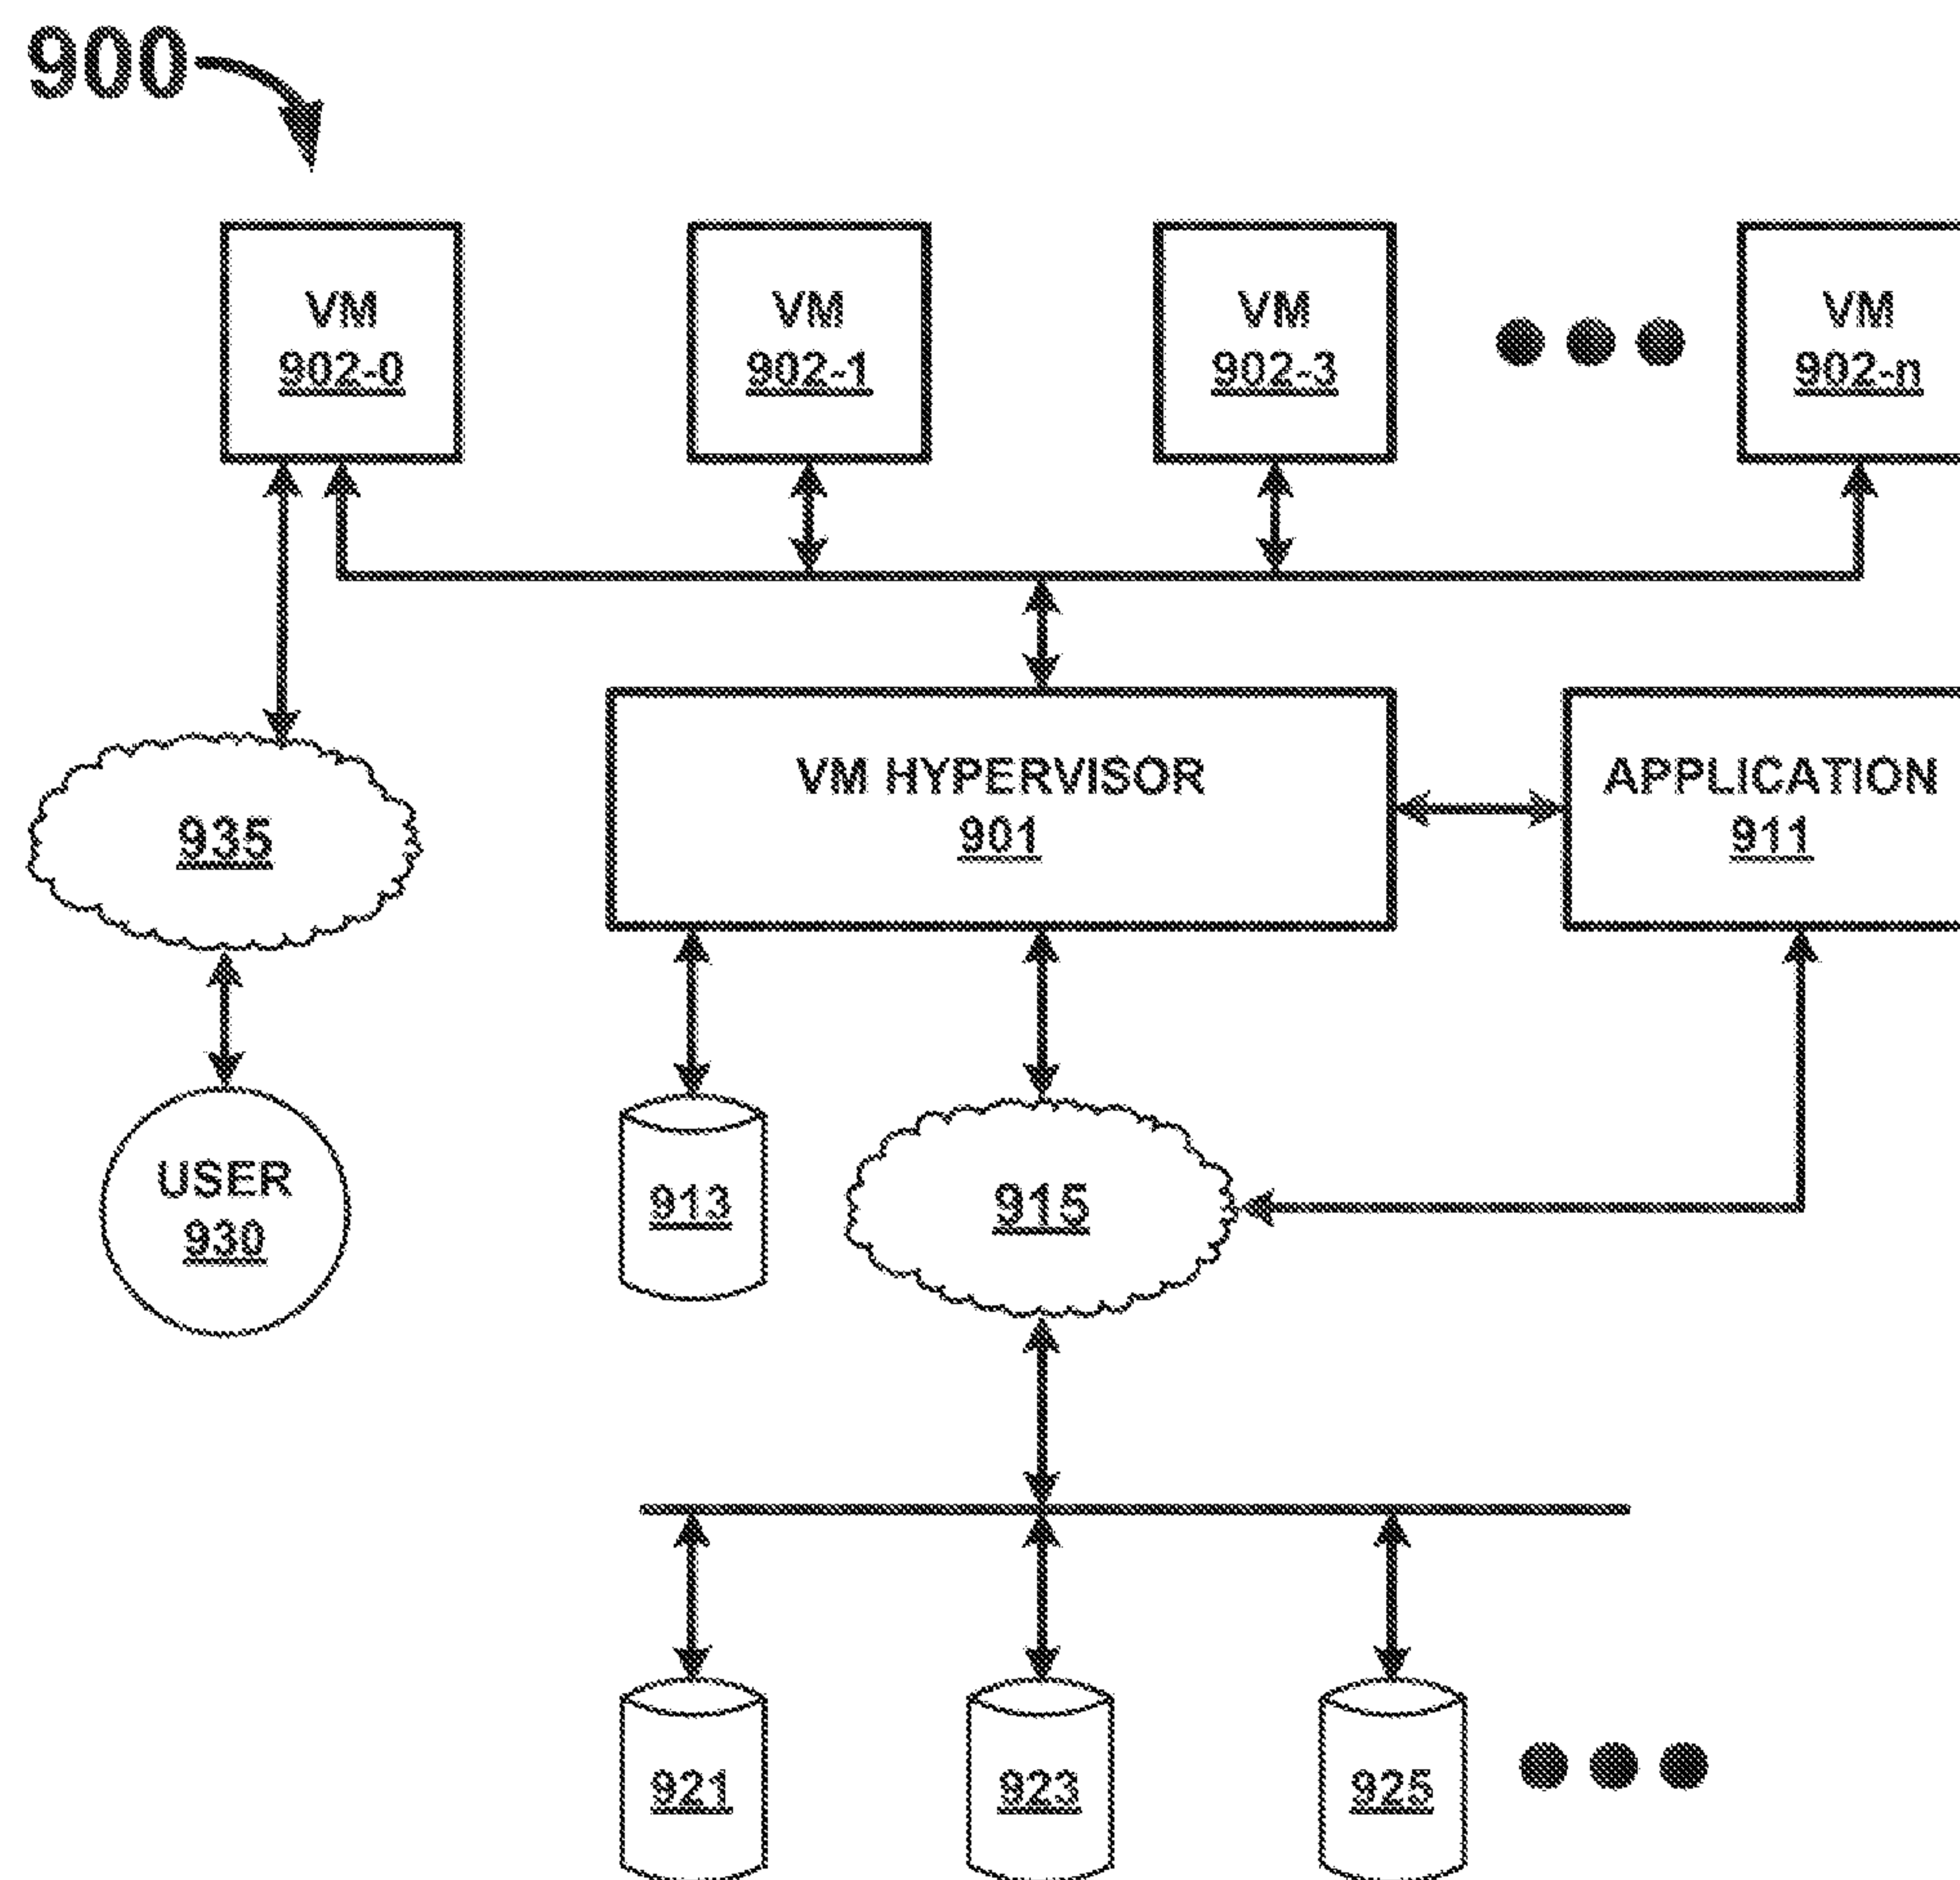 900
VM
902-0
VM
902-1
VM
902-3
VM
902-n
VM HYPERVISOR
901
APPLICATION
911
935
USER
930
913
915
921
923
925